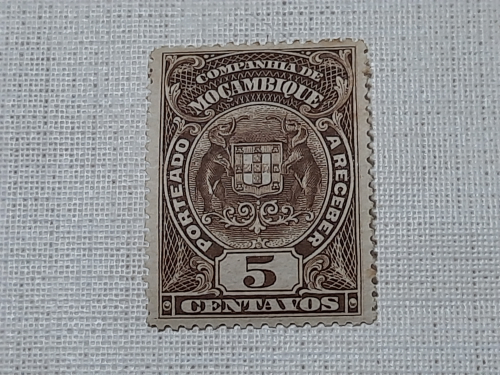 COMPANHIA DE
MOÇAMBIQUE
PORTEADO
A RECEBER
5
CENTAVOS